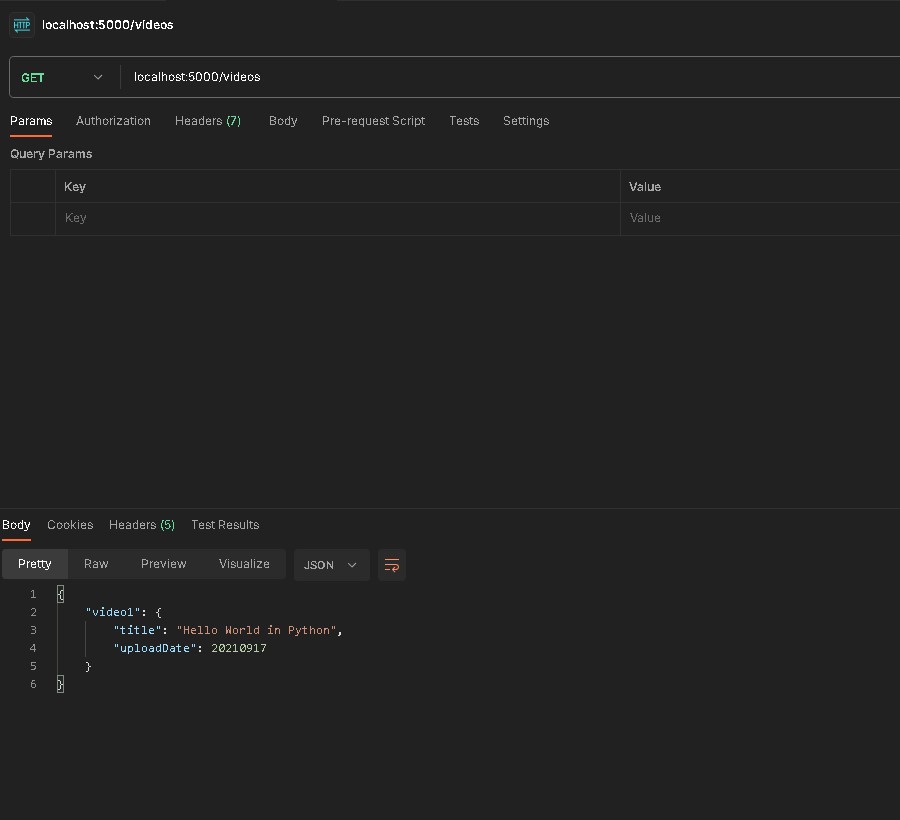 HTTP localhost:5000/videos
GET localhost:5000/videos
Params Authorization Headers (7) Body Pre-request Script Tests Settings
Query Params
Key Value
Key Value
Body Cookies Headers (5) Test Results
Pretty Raw Preview Visualize JSON
1 {
2 "video1": {
3 "title": "Hello World in Python",
4 "uploadDate": 20210917
5 }
6 }